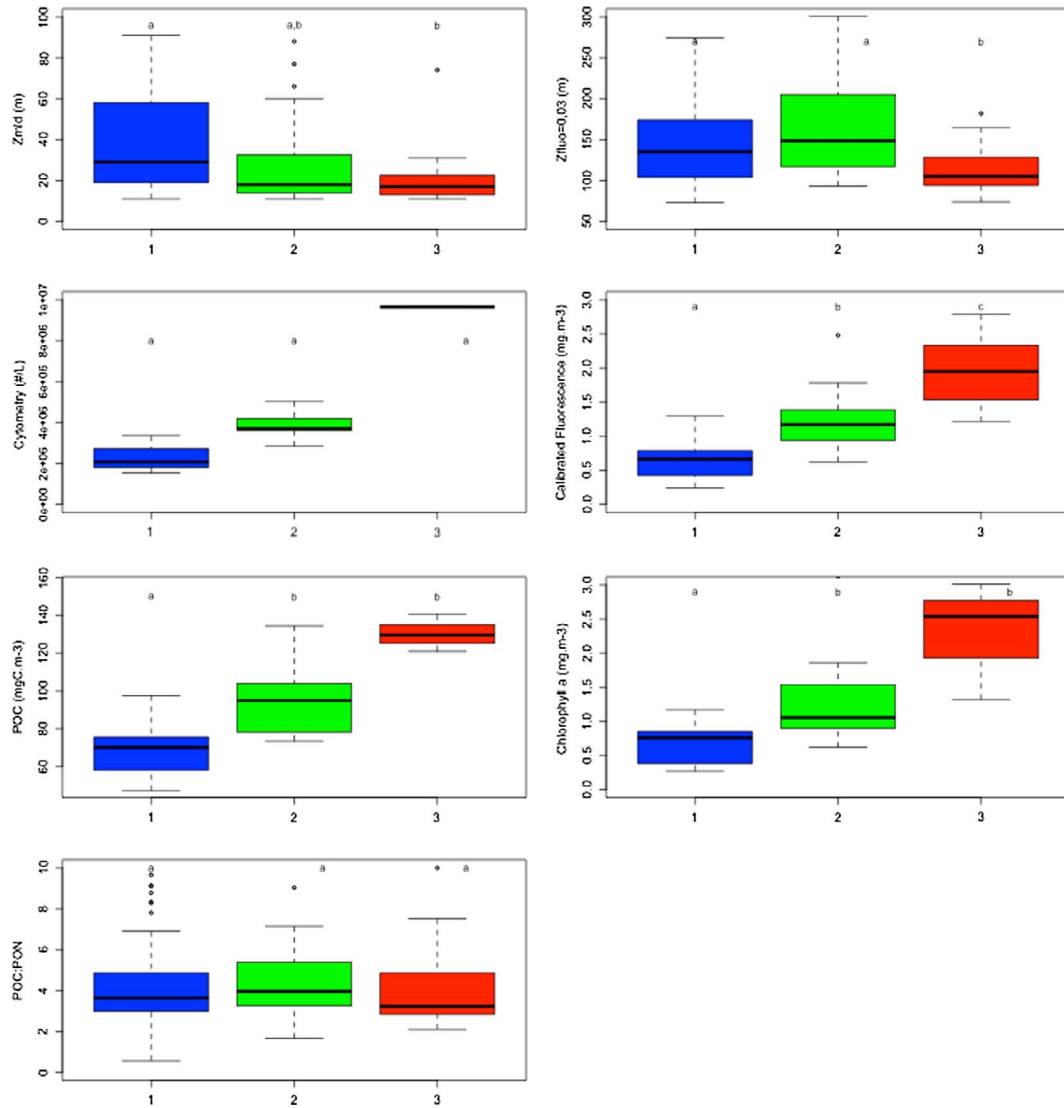 Zmld (m)
100
80
60
40
20
0
a
a,b
b
1
2
3
Zfluo=0.03 (m)
300
250
200
150
100
50
a
a
b
1
2
3
Cytometry (#/L)
1e+07
8e+06
6e+06
4e+06
2e+06
0e+00
a
a
a
1
2
3
Calibrated Fluorescence (mg.m-3)
3.0
2.5
2.0
1.5
1.0
0.5
0.0
a
b
c
1
2
3
POC (mgC.m-3)
160
140
120
100
80
60
a
b
b
1
2
3
Chlorophyll a (mg.m-3)
3.0
2.5
2.0
1.5
1.0
0.5
0.0
a
b
b
1
2
3
POC:PON
10
8
6
4
2
0
a
a
a
1
2
3